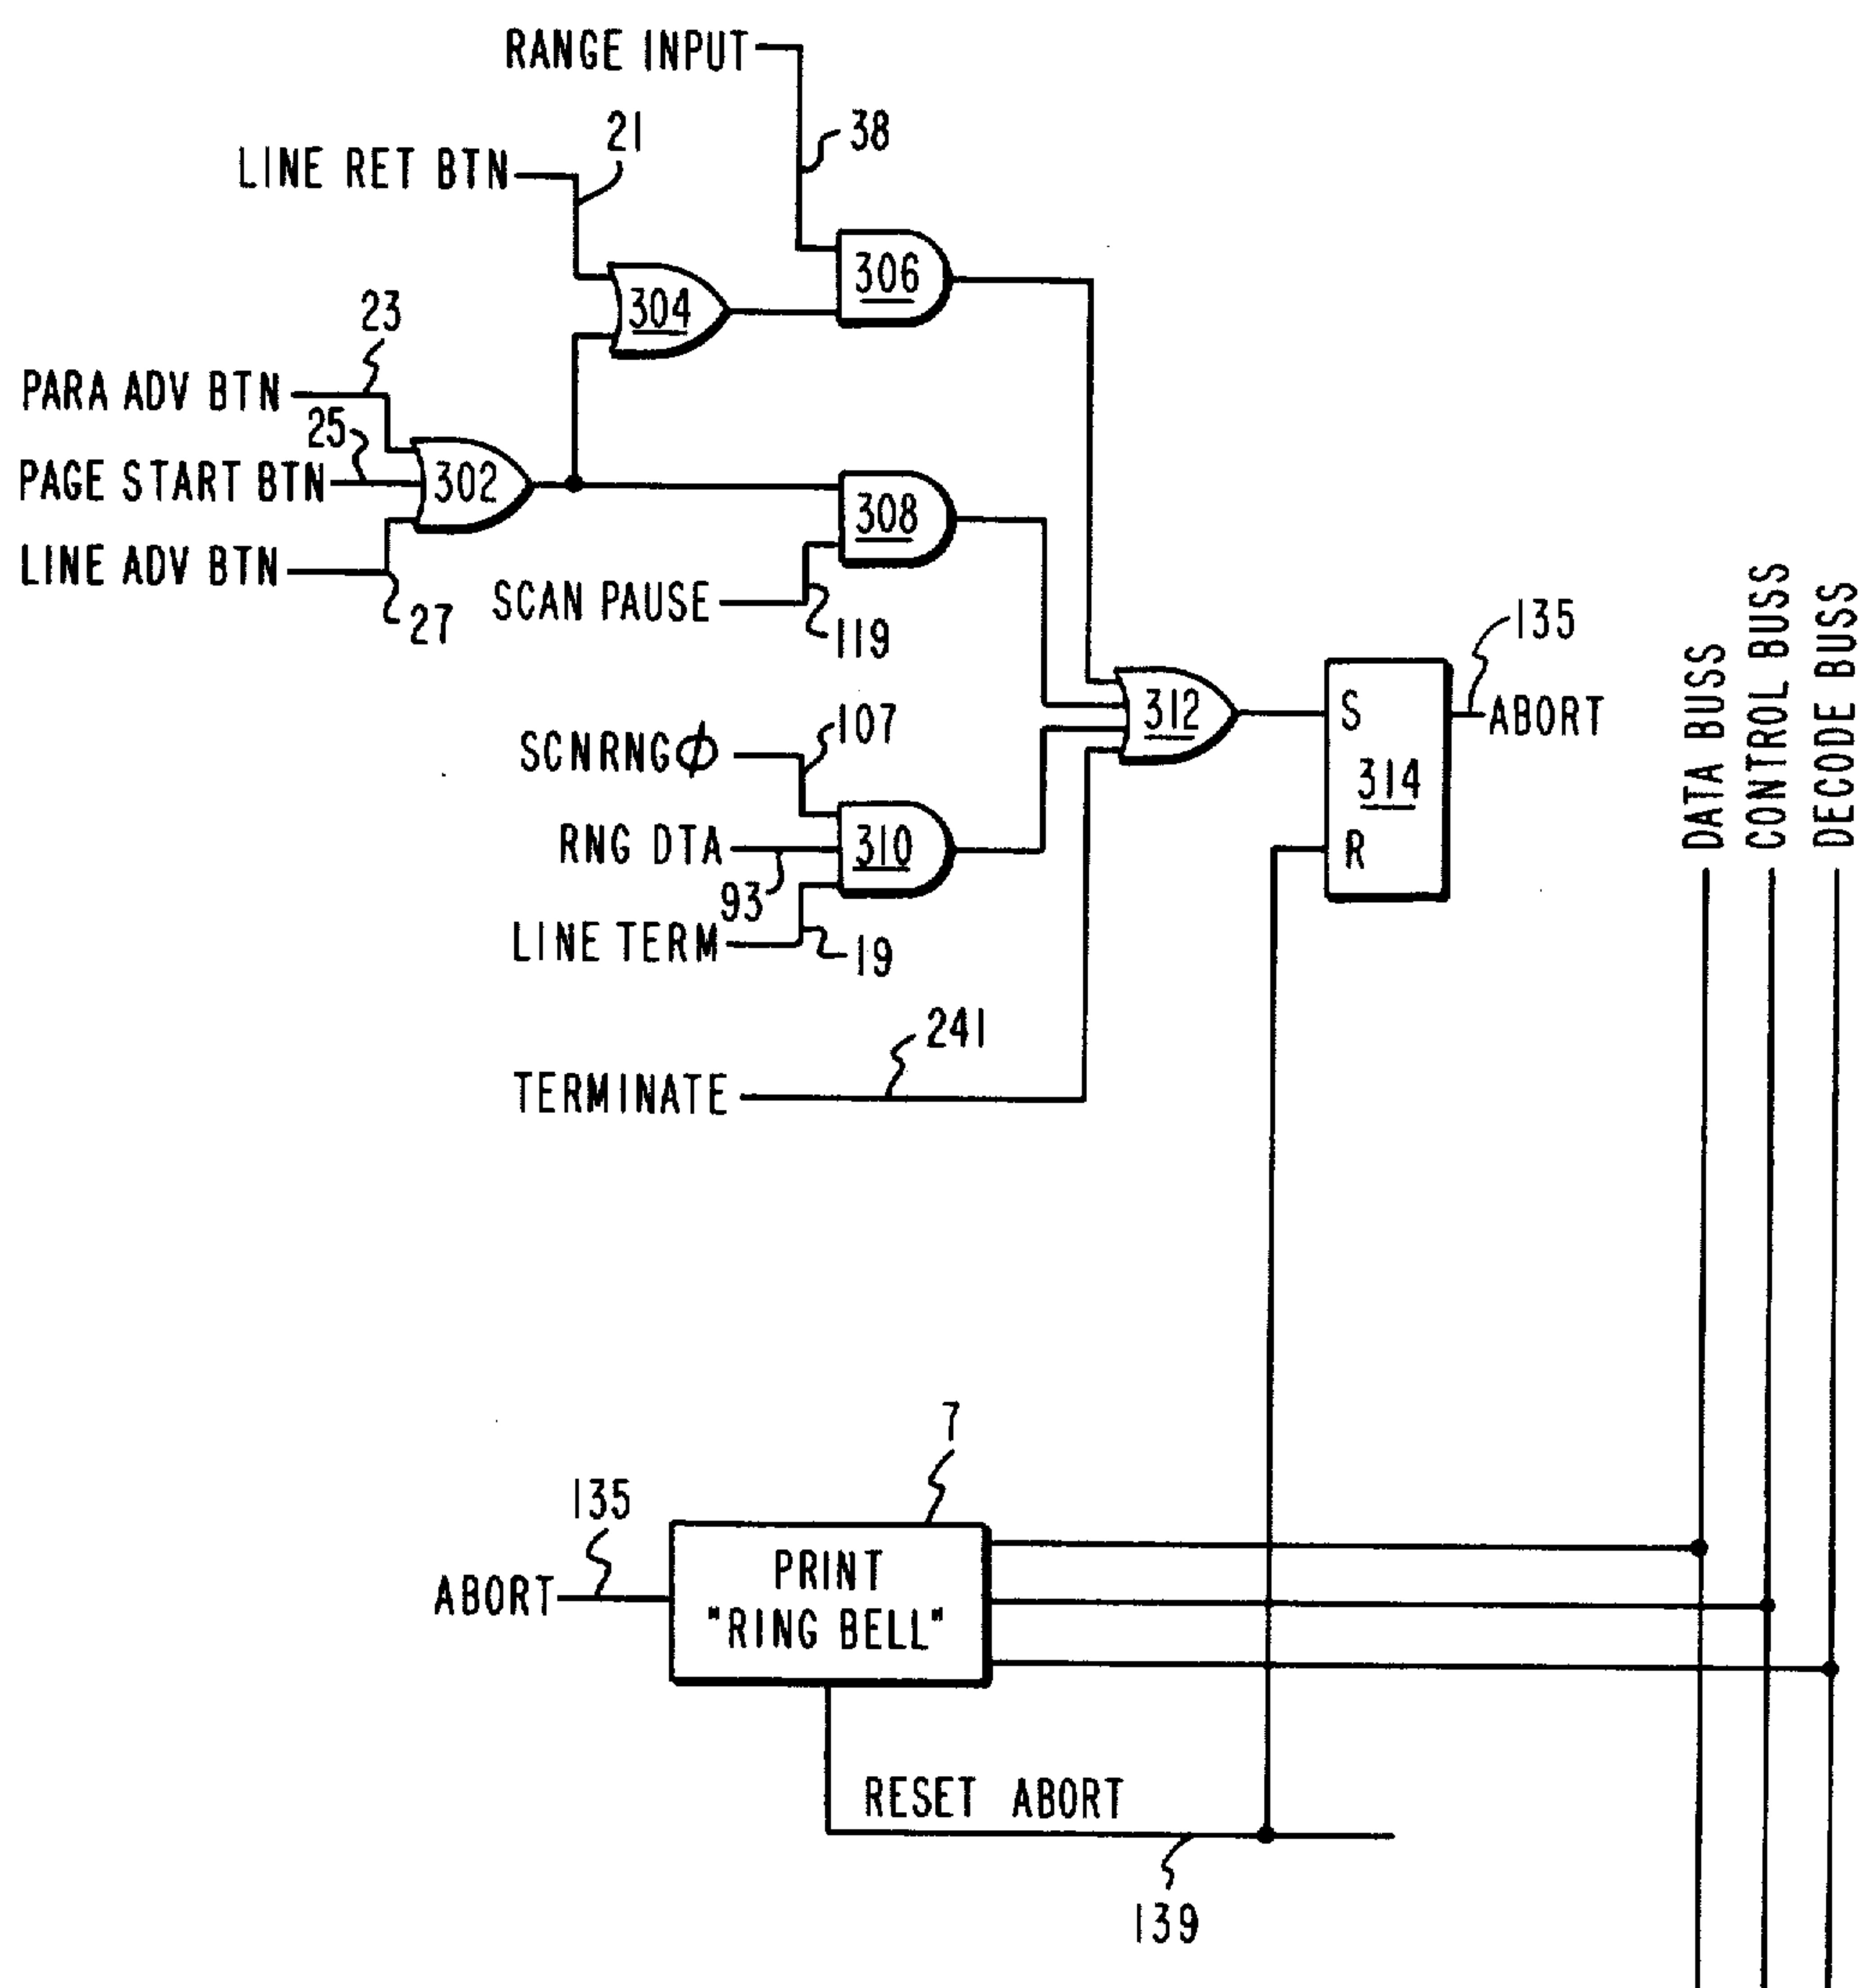 RANGE INPUT
38
21
LINE RET BTN
306
304
23
PARA ADV BTN
25
PAGE START BTN
302
308
LINE ADV BTN
27
SCAN PAUSE
119
135
ABORT
S
314
R
312
107
SCNRNGϕ
RNG DTA
310
93
LINE TERM
19
241
TERMINATE
DATA BUSS
CONTROL BUSS
DECODE BUSS
7
135
ABORT
PRINT
"RING BELL"
RESET ABORT
139